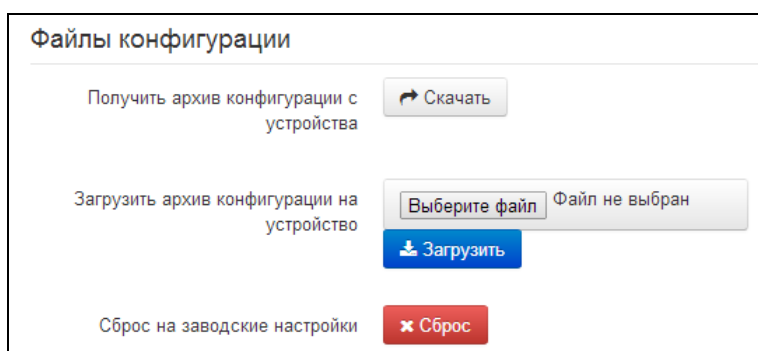 Файлы конфигурации
Получить архив конфигурации с
устройства
Скачать
Загрузить архив конфигурации на
устройство
Выберите файл Файл не выбран
Загрузить
Сброс на заводские настройки
Сброс